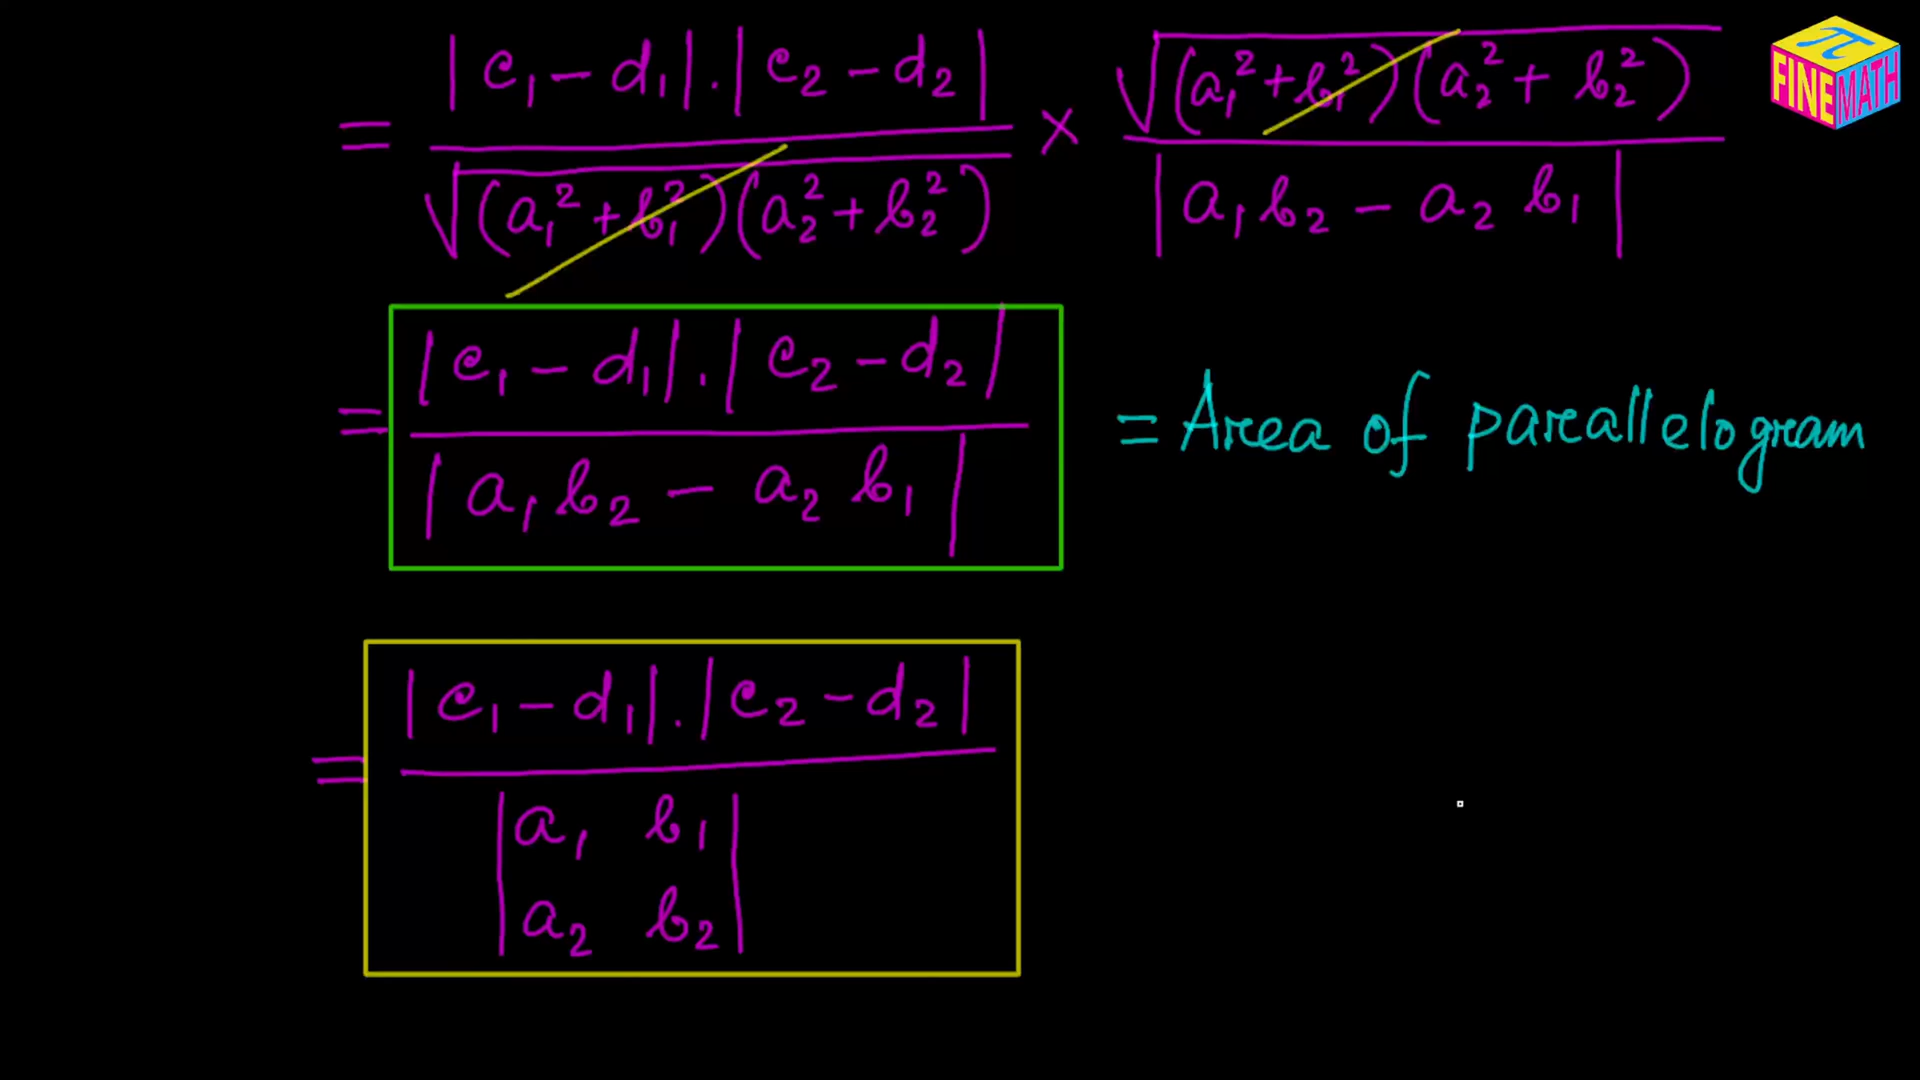 = |c₁ - d₁| . |c₂ - d₂| / √(a₁² + b₁²)(a₂² + b₂²) × √(a₁² + b₁²)(a₂² + b₂²) / |a₁b₂ - a₂b₁|
π FINE MATH
= |c₁ - d₁| . |c₂ - d₂| / |a₁b₂ - a₂b₁| = Area of parallelogram
= |c₁ - d₁| . |c₂ - d₂| / |a₁ b₁
a₂ b₂|